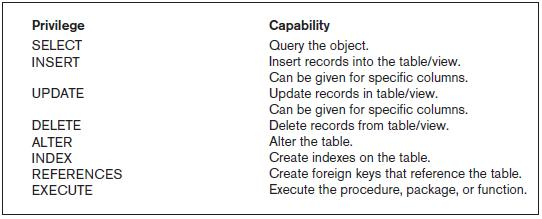 Privilege Capability
SELECT Query the object.
INSERT Insert records into the table/view.
Can be given for specific columns.
UPDATE Update records in table/view.
Can be given for specific columns.
DELETE Delete records from table/view.
ALTER Alter the table.
INDEX Create indexes on the table.
REFERENCES Create foreign keys that reference the table.
EXECUTE Execute the procedure, package, or function.